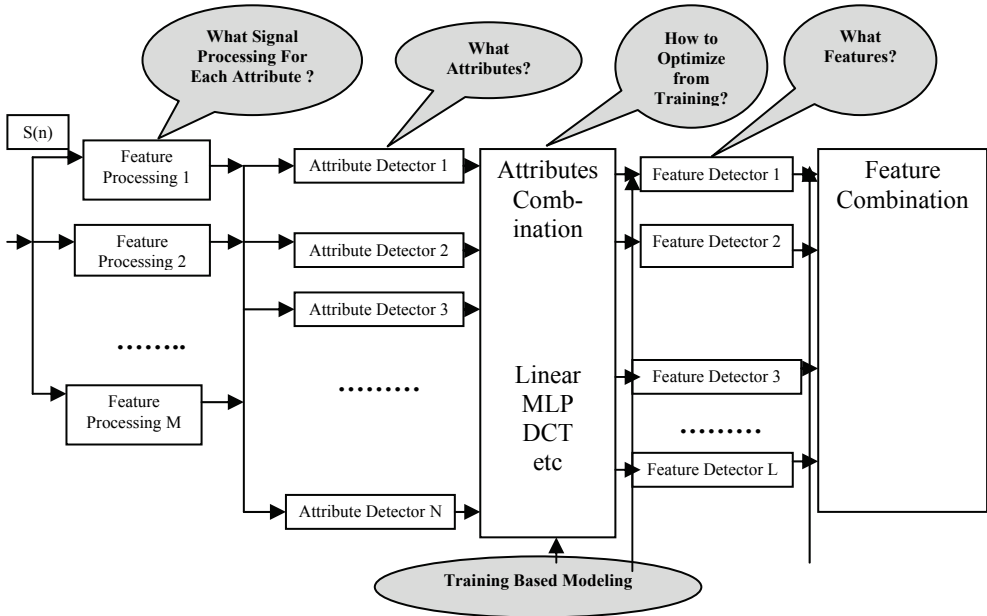 What Signal
Processing For
Each Attribute ?
What
Attributes?
How to
Optimize
from
Training?
What
Features?
S(n)
Feature
Processing 1
Feature
Processing 2
........
Feature
Processing M
Attribute Detector 1
Attribute Detector 2
Attribute Detector 3
.........
Attribute Detector N
Attributes
Comb-
ination
Linear
MLP
DCT
etc
Feature Detector 1
Feature Detector 2
Feature Detector 3
.........
Feature Detector L
Feature
Combination
Training Based Modeling